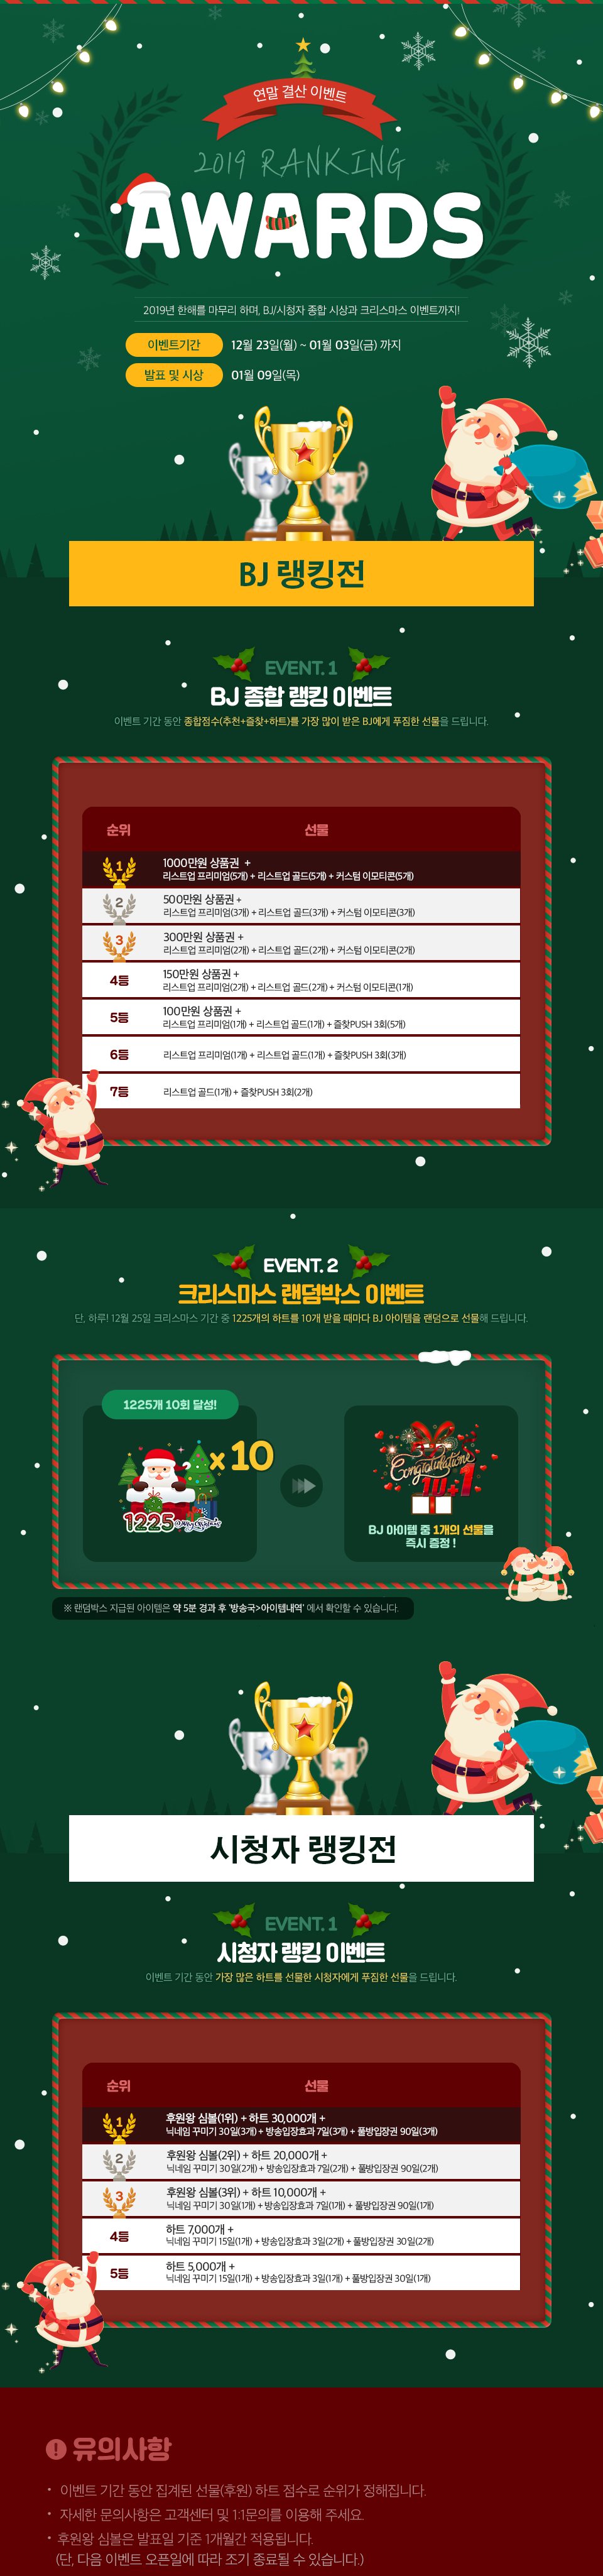 연말 결산 이벤트
2019 RANKING
AWARDS
2019년 한해를 마무리 하며, BJ/시청자 종합 시상과 크리스마스 이벤트까지!
이벤트기간 12월 23일(월) ~ 01월 03일(금) 까지
발표 및 시상 01월 09일(목)
BJ 랭킹전
EVENT. 1
BJ 종합 랭킹 이벤트
이벤트 기간 동안 종합점수(추천+즐찾+하트)를 가장 많이 받은 BJ에게 푸짐한 선물을 드립니다.
순위 선물
1 1000만원 상품권 +
리스트업 프리미엄(5개) + 리스트업 골드(5개) + 커스텀 이모티콘(5개)
2 500만원 상품권 +
리스트업 프리미엄(3개) + 리스트업 골드(3개) + 커스텀 이모티콘(3개)
3 300만원 상품권 +
리스트업 프리미엄(2개) + 리스트업 골드(2개) + 커스텀 이모티콘(2개)
4등 150만원 상품권 +
리스트업 프리미엄(2개) + 리스트업 골드(2개) + 커스텀 이모티콘(1개)
5등 100만원 상품권 +
리스트업 프리미엄(1개) + 리스트업 골드(1개) + 즐찾PUSH 3회(5개)
6등 리스트업 프리미엄(1개) + 리스트업 골드(1개) + 즐찾PUSH 3회(3개)
7등 리스트업 골드(1개) + 즐찾PUSH 3회(2개)
EVENT. 2
크리스마스 랜덤박스 이벤트
단, 하루! 12월 25일 크리스마스 기간 중 1225개의 하트를 10개 받을 때마다 BJ 아이템을 랜덤으로 선물해 드립니다.
1225개 10회 달성!
x 10
1225 Merry Christmas
Congratulations
1+1
BJ 아이템 중 1개의 선물을
즉시 증정 !
※ 랜덤박스 지급된 아이템은 약 5분 경과 후 '방송국>아이템내역' 에서 확인할 수 있습니다.
시청자 랭킹전
EVENT. 1
시청자 랭킹 이벤트
이벤트 기간 동안 가장 많은 하트를 선물한 시청자에게 푸짐한 선물을 드립니다.
순위 선물
1 후원왕 심볼(1위) + 하트 30,000개 +
닉네임 꾸미기 30일(3개) + 방송입장효과 7일(3개) + 풀방입장권 90일(3개)
2 후원왕 심볼(2위) + 하트 20,000개 +
닉네임 꾸미기 30일(2개) + 방송입장효과 7일(2개) + 풀방입장권 90일(2개)
3 후원왕 심볼(3위) + 하트 10,000개 +
닉네임 꾸미기 30일(1개) + 방송입장효과 7일(1개) + 풀방입장권 90일(1개)
4등 하트 7,000개 +
닉네임 꾸미기 15일(1개) + 방송입장효과 3일(2개) + 풀방입장권 30일(2개)
5등 하트 5,000개 +
닉네임 꾸미기 15일(1개) + 방송입장효과 3일(1개) + 풀방입장권 30일(1개)
유의사항
• 이벤트 기간 동안 집계된 선물(후원) 하트 점수로 순위가 정해집니다.
• 자세한 문의사항은 고객센터 및 1:1문의를 이용해 주세요.
• 후원왕 심볼은 발표일 기준 1개월간 적용됩니다.
(단, 다음 이벤트 오픈일에 따라 조기 종료될 수 있습니다.)